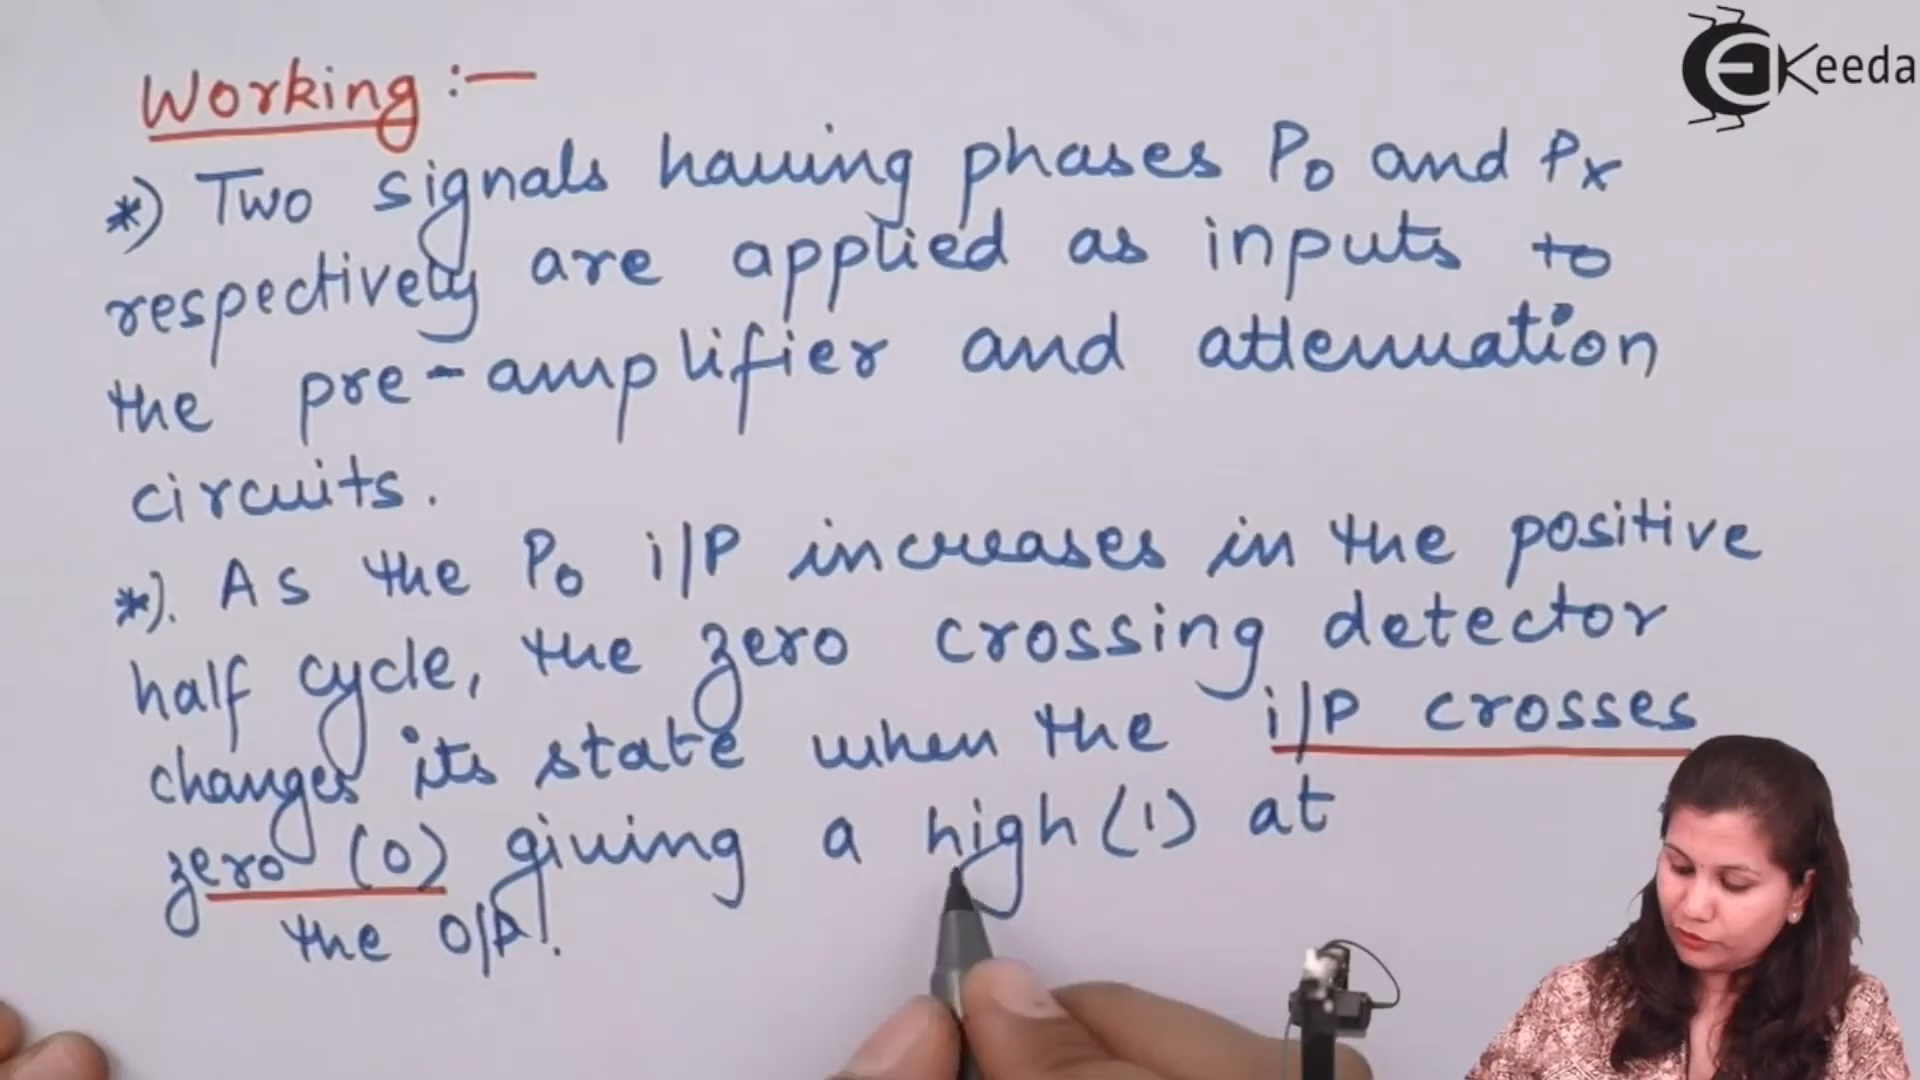 Working :—
*) Two signals having phases P0 and Px
respectively are applied as inputs to
the pre-amplifier and attenuation
circuits.
*). As the P0 i/P increases in the positive
half cycle, the zero crossing detector
changes its state when the i/P crosses
zero (0) giving a high (1) at
the O/P.
EKeeda